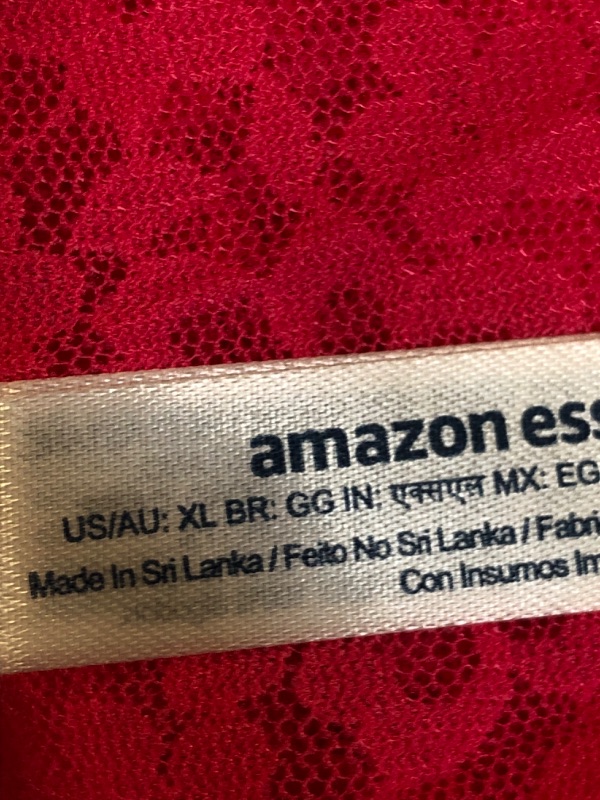 amazon ess
US/AU: XL BR: GG IN: एक्सएल MX: EG
Made In Sri Lanka / Feito No Sri Lanka / Fabri
Con Insumos Im